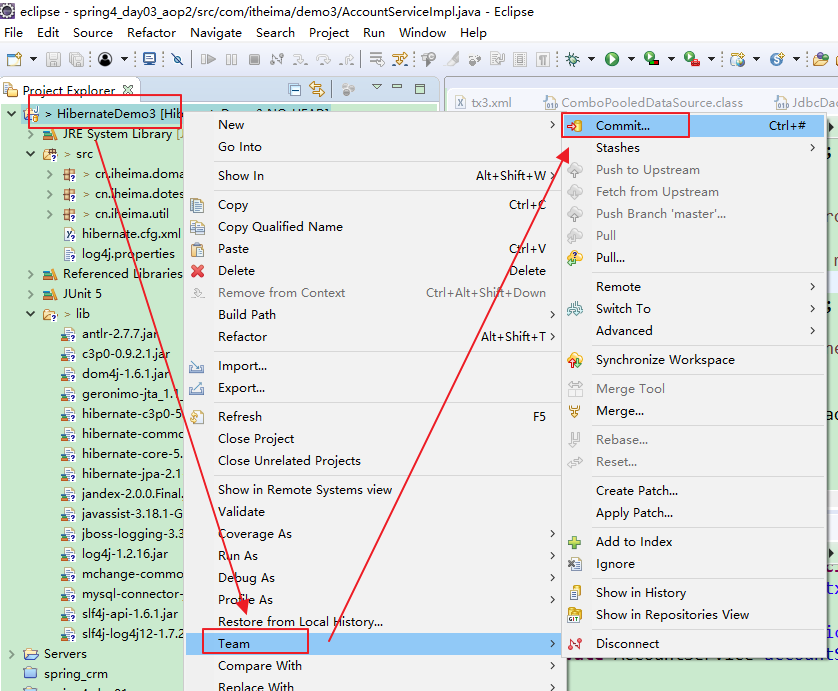 eclipse - spring4_day03_aop2/src/com/itheima/demo3/AccountServiceImpl.java - Eclipse
File Edit Source Refactor Navigate Search Project Run Window Help
Project Explorer
tx3.xml ComboPooledDataSource.class JdbcDao
> HibernateDemo3 [Hib
JRE System Library
> src
> cn.iheima.doma
> cn.iheima.dotes
> cn.iheima.util
hibernate.cfg.xml
log4j.properties
Referenced Libraries
JUnit 5
> lib
antlr-2.7.7.jar
c3p0-0.9.2.1.jar
dom4j-1.6.1.jar
geronimo-jta_1.1_
hibernate-c3p0-5
hibernate-commo
hibernate-core-5.
hibernate-jpa-2.1
jandex-2.0.0.Final.
javassist-3.18.1-G
jboss-logging-3.3
log4j-1.2.16.jar
mchange-commo
mysql-connector-
slf4j-api-1.6.1.jar
slf4j-log4j12-1.7.2
Servers
spring_crm
New
Go Into
Show In Alt+Shift+W
Copy Ctrl+C
Copy Qualified Name
Paste Ctrl+V
Delete Delete
Remove from Context Ctrl+Alt+Shift+Down
Build Path
Refactor Alt+Shift+T
Import...
Export...
Refresh F5
Close Project
Close Unrelated Projects
Show in Remote Systems view
Validate
Coverage As
Run As
Debug As
Profile As
Restore from Local History...
Team
Compare With
Replace With
Commit... Ctrl+#
Stashes
Push to Upstream
Fetch from Upstream
Push Branch 'master'...
Pull
Pull...
Remote
Switch To
Advanced
Synchronize Workspace
Merge Tool
Merge...
Rebase...
Reset...
Create Patch...
Apply Patch...
Add to Index
Ignore
Show in History
Show in Repositories View
Disconnect